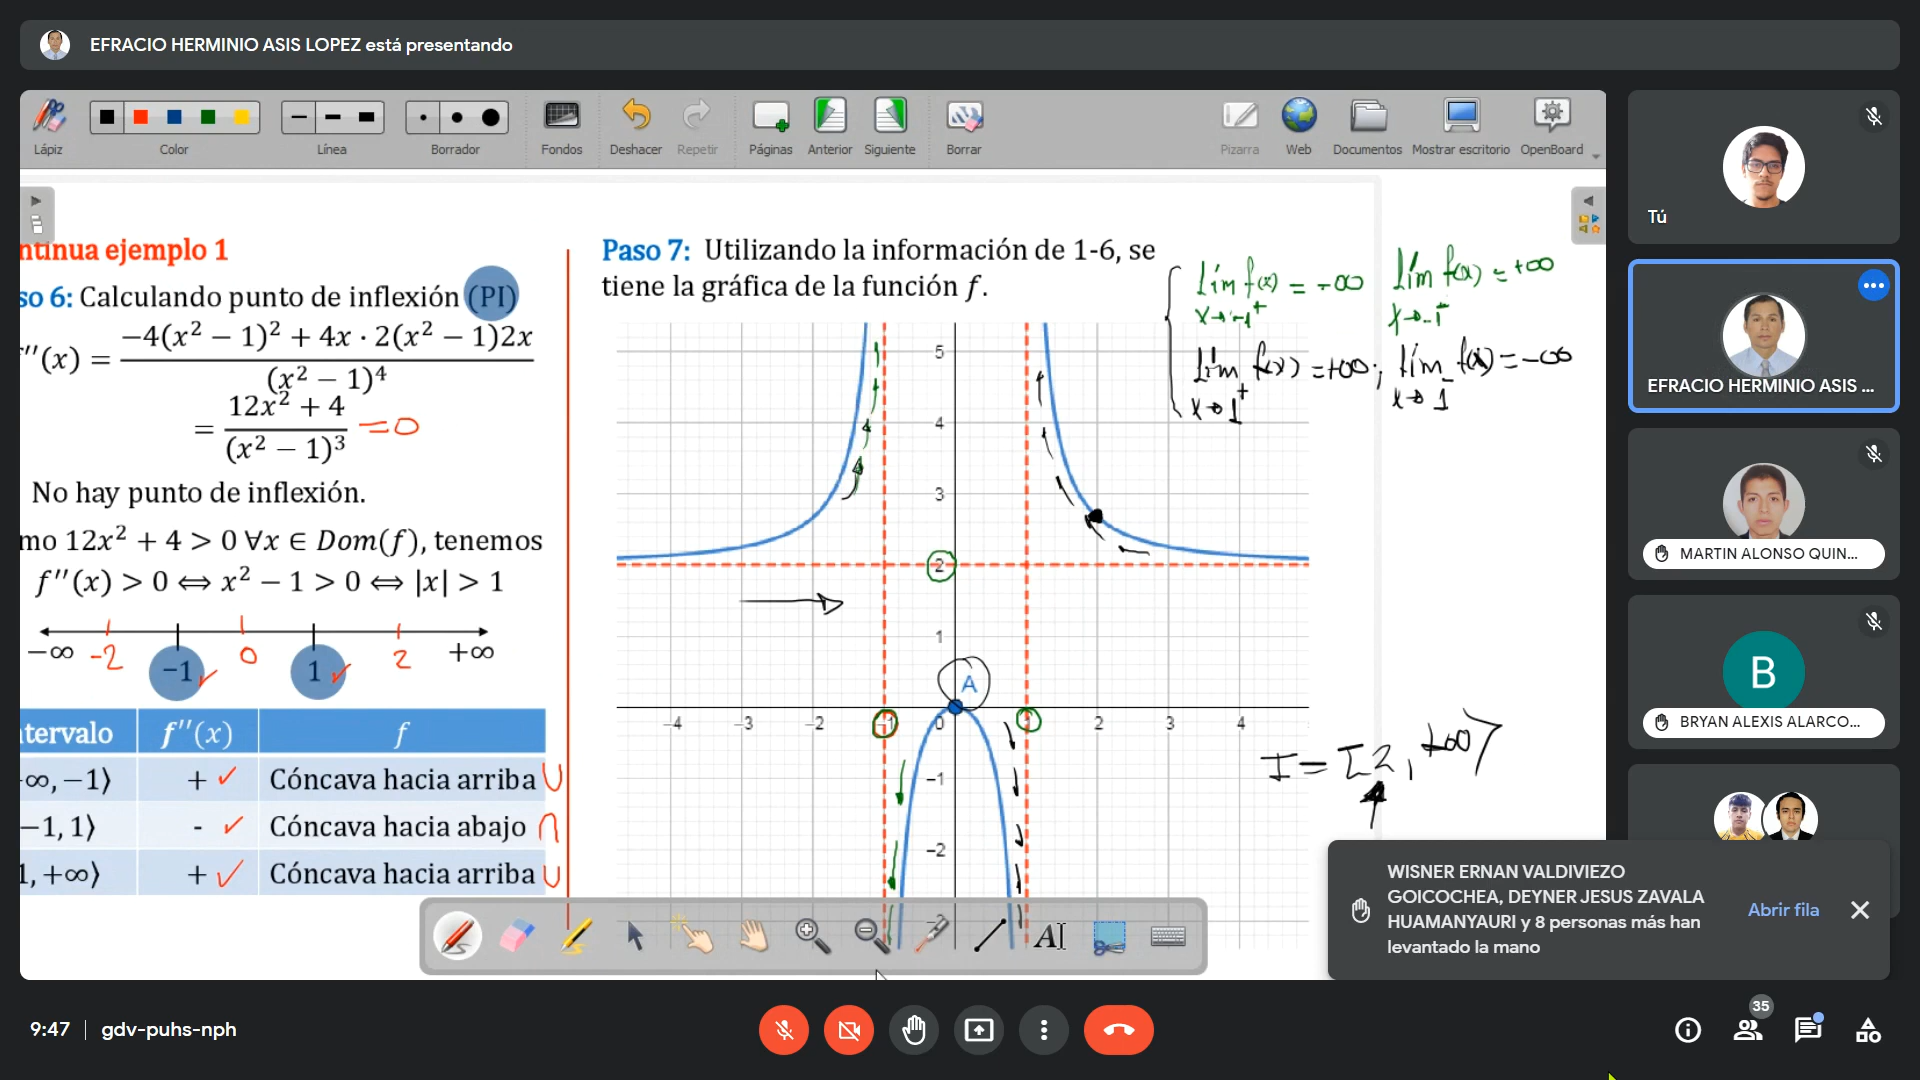 EFRACIO HERMINIO ASIS LOPEZ está presentando
Lápiz
Color
Línea
Borrador
Fondos
Deshacer
Repetir
Páginas
Anterior
Siguiente
Borrar
Pizarra
Web
Documentos
Mostrar escritorio
OpenBoard
ntinua ejemplo 1
so 6: Calculando punto de inflexión (PI)
''(x) = (−4(x² − 1)² + 4x · 2(x² − 1)2x) / (x² − 1)⁴
= (12x² + 4) / (x² − 1)³ =0
No hay punto de inflexión.
mo 12x² + 4 > 0 ∀x ∈ Dom(f), tenemos
f''(x) > 0 ⇔ x² − 1 > 0 ⇔ |x| > 1
−∞ -2 −1 0 1 2 +∞
tervalo f''(x) f
∞, −1⟩ + ✓ Cóncava hacia arriba ∪
−1, 1⟩ - ✓ Cóncava hacia abajo ∩
1, +∞⟩ + ✓ Cóncava hacia arriba ∪
Paso 7: Utilizando la información de 1-6, se
tiene la gráfica de la función f.
lím f(x) = -∞ lím f(x) = +∞
x→-1⁺ x→-1⁻
lím f(x) = +∞ ; lím f(x) = -∞
x→1⁺ x→1⁻
5
4
3
2
1
A
−4 −3 −2 −1 0 1 2 3 4
−1
−2
I = [2, +∞⟩
Tú
EFRACIO HERMINIO ASIS ...
MARTIN ALONSO QUIN...
B
BRYAN ALEXIS ALARCO...
WISNER ERNAN VALDIVIEZO
GOICOCHEA, DEYNER JESUS ZAVALA
HUAMANYAURI y 8 personas más han
levantado la mano
Abrir fila
9:47 | gdv-puhs-nph
35